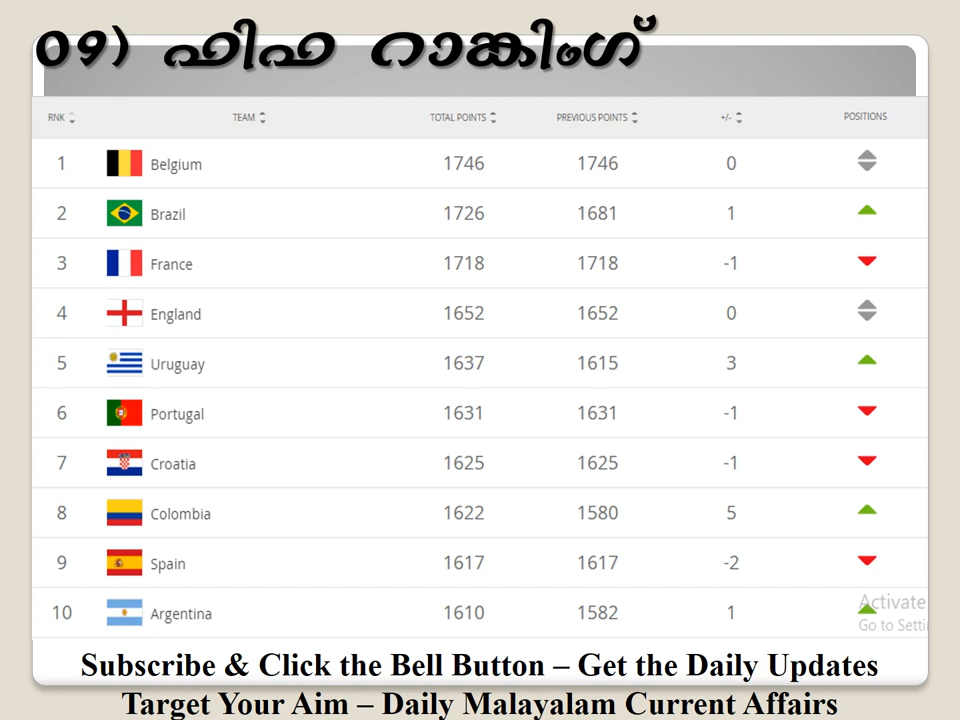 09) ഫിഫ റാങ്കിംഗ്
RNK TEAM TOTAL POINTS PREVIOUS POINTS +/- POSITIONS
1 Belgium 1746 1746 0
2 Brazil 1726 1681 1
3 France 1718 1718 -1
4 England 1652 1652 0
5 Uruguay 1637 1615 3
6 Portugal 1631 1631 -1
7 Croatia 1625 1625 -1
8 Colombia 1622 1580 5
9 Spain 1617 1617 -2
10 Argentina 1610 1582 1
Activate
Go to Setti
Subscribe & Click the Bell Button – Get the Daily Updates
Target Your Aim – Daily Malayalam Current Affairs